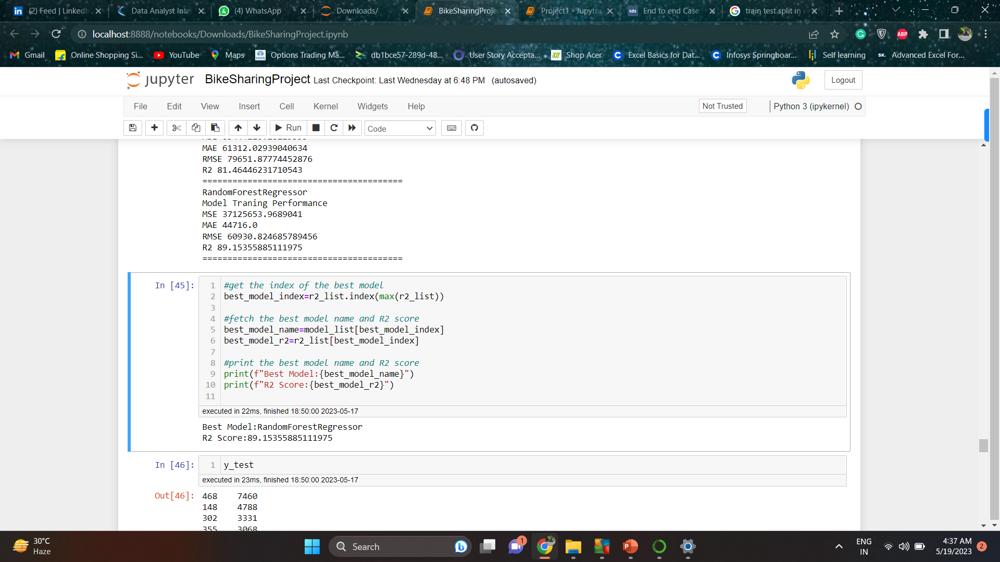 (2) Feed | LinkedIn
Data Analyst Inter
(4) WhatsApp
Downloads/
BikeSharingProje
Project1 - Jupyte
tds End to end Case
train test split in
localhost:8888/notebooks/Downloads/BikeSharingProject.ipynb
ABP
Gmail
Online Shopping Si...
YouTube
Maps
TATA Options Trading Ma...
db1bce57-289d-48...
User Story Accepta...
acer Shop Acer
Excel Basics for Dat...
Infosys Springboar...
Self learning
SK. Advanced Excel For...
jupyter BikeSharingProject Last Checkpoint: Last Wednesday at 6:48 PM (autosaved)
Logout
File Edit View Insert Cell Kernel Widgets Help
Not Trusted
Python 3 (ipykernel)
Run
Code
MAE 61312.02939040634
RMSE 79651.87774452876
R2 81.46446231710543
========================================
RandomForestRegressor
Model Traning Performance
MSE 37125653.9689041
MAE 44716.0
RMSE 60930.824685789456
R2 89.15355885111975
========================================
In [45]:
1 #get the index of the best model
2 best_model_index=r2_list.index(max(r2_list))
3
4 #fetch the best model name and R2 score
5 best_model_name=model_list[best_model_index]
6 best_model_r2=r2_list[best_model_index]
7
8 #print the best model name and R2 score
9 print(f"Best Model:{best_model_name}")
10 print(f"R2 Score:{best_model_r2}")
11
executed in 22ms, finished 18:50:00 2023-05-17
Best Model:RandomForestRegressor
R2 Score:89.15355885111975
In [46]:
1 y_test
executed in 23ms, finished 18:50:00 2023-05-17
Out[46]:
468 7460
148 4788
302 3331
355 3068
30°C
Haze
Search
1
ENG
IN
4:37 AM
5/19/2023
2